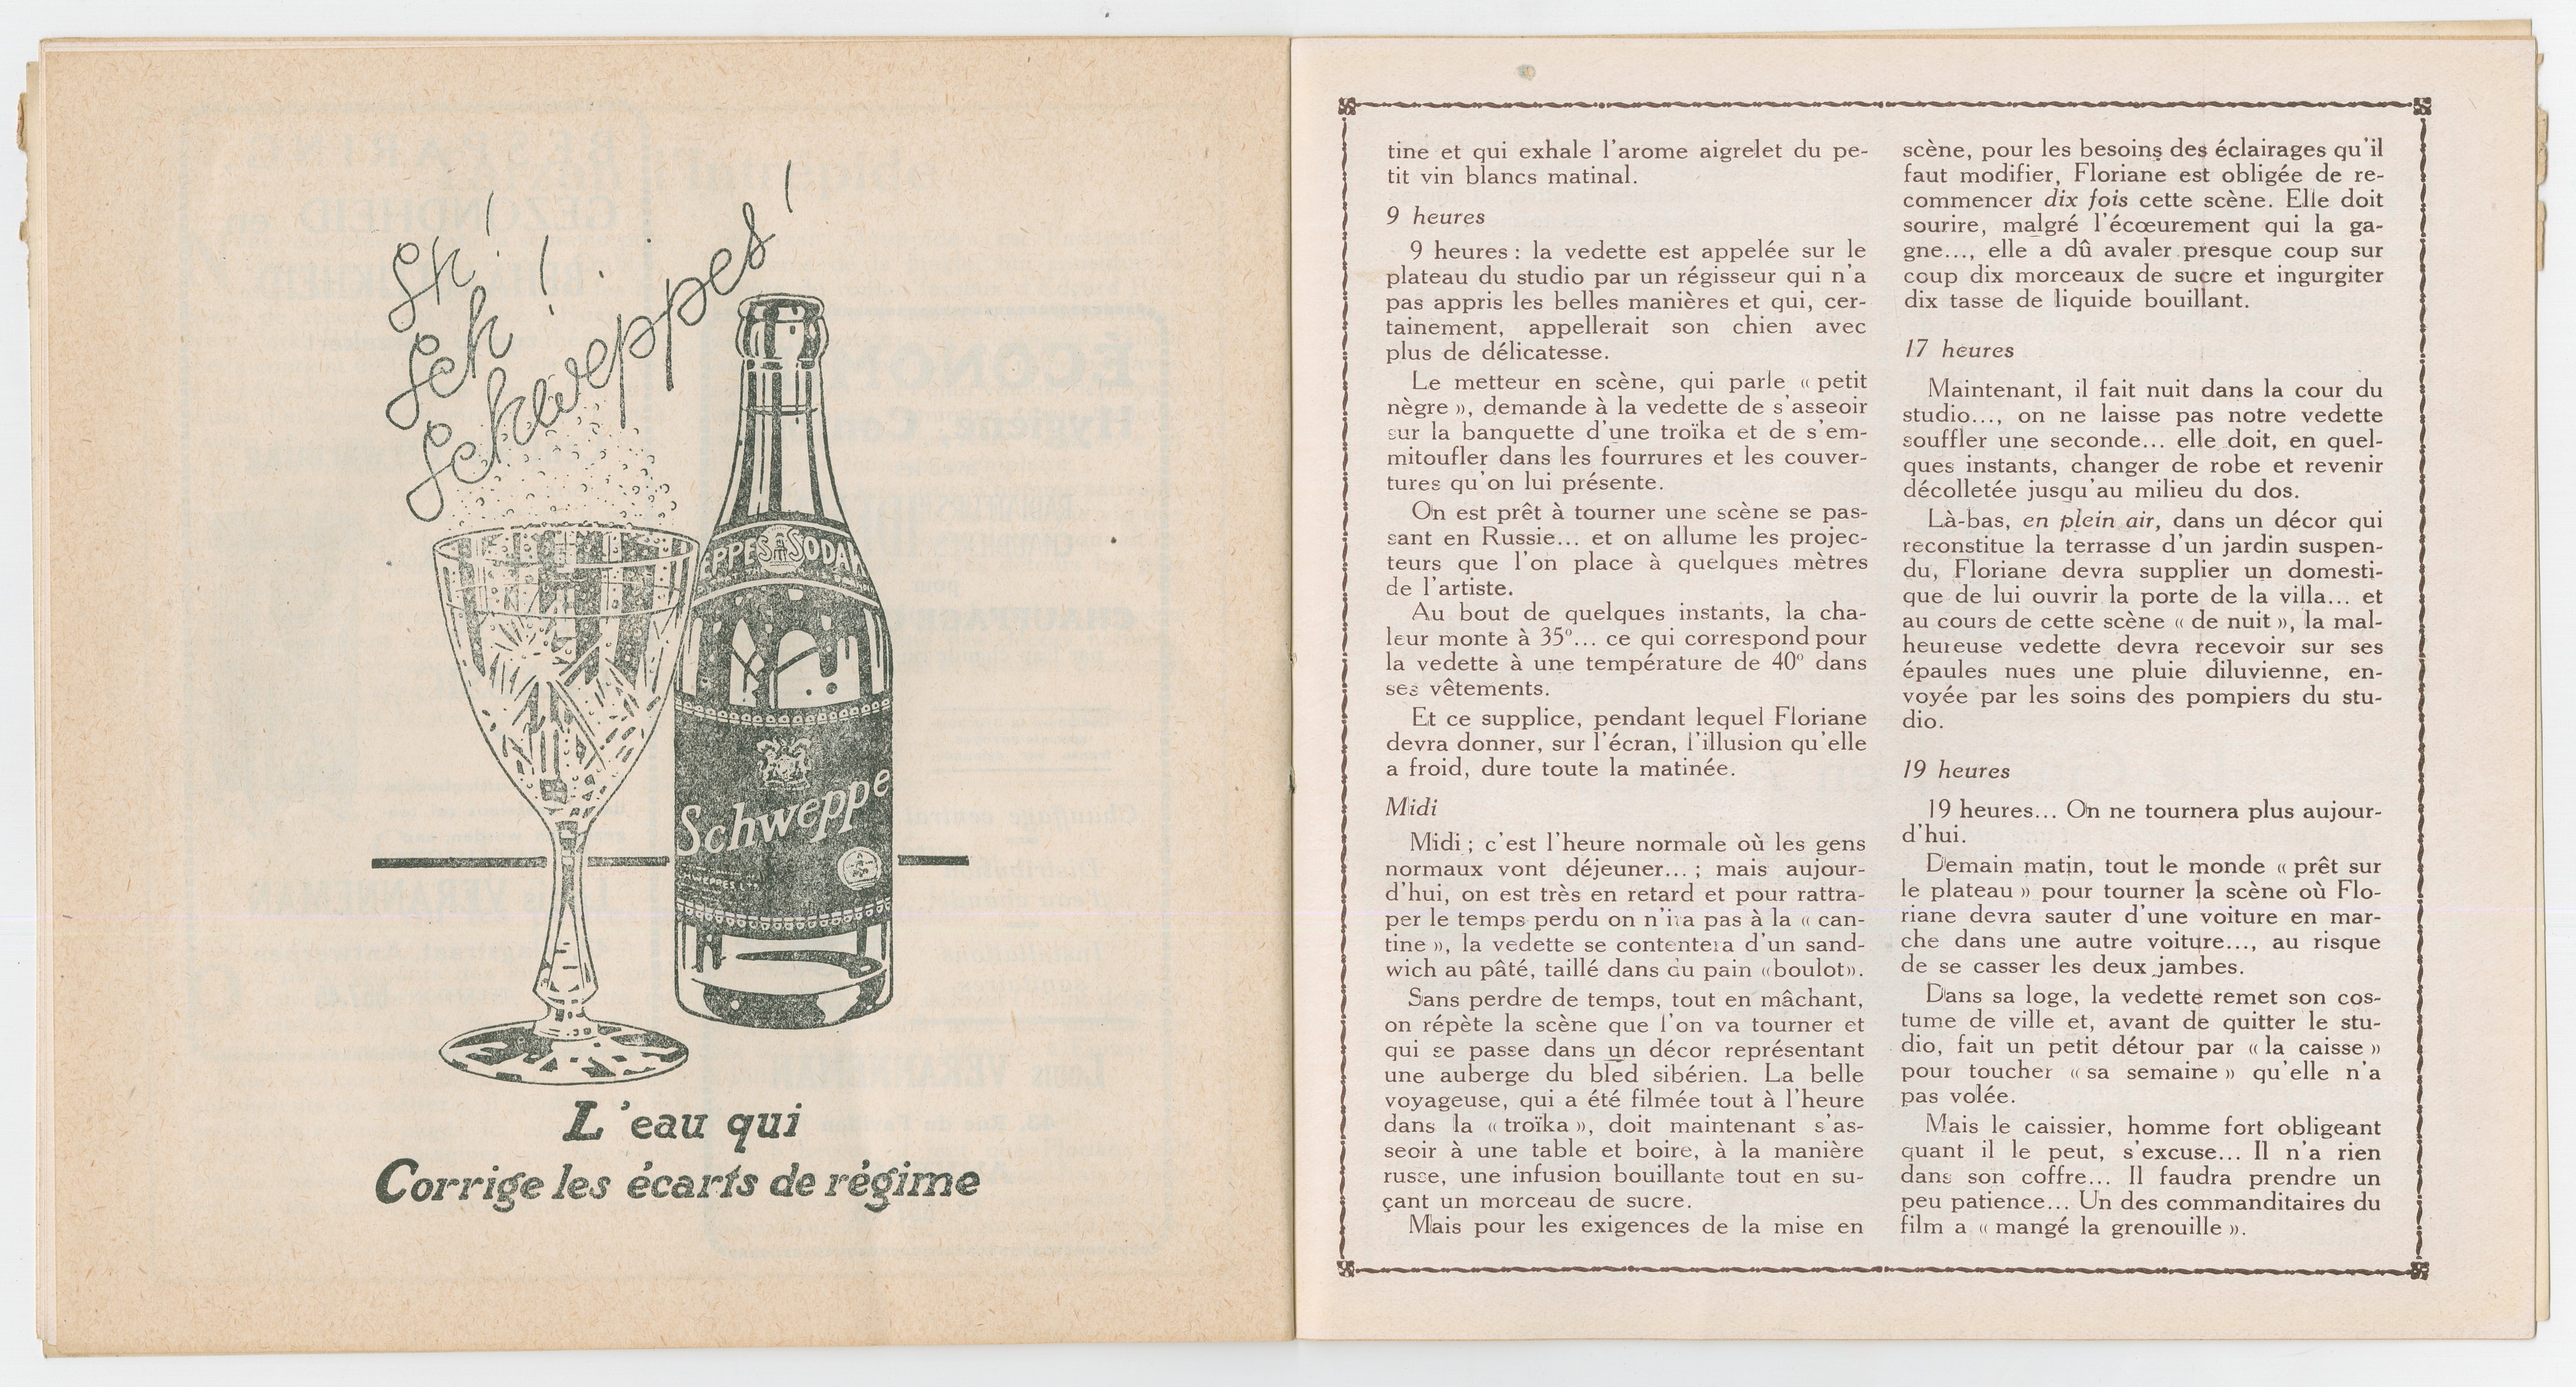 Sh !
Sch !
Schweppes !
EPPES SODA
Schweppe
L'eau qui
Corrige les écarts de régime
tine et qui exhale l'arome aigrelet du pe-
tit vin blancs matinal.
9 heures
9 heures : la vedette est appelée sur le
plateau du studio par un régisseur qui n'a
pas appris les belles manières et qui, cer-
tainement, appellerait son chien avec
plus de délicatesse.
Le metteur en scène, qui parle « petit
nègre », demande à la vedette de s'asseoir
sur la banquette d'une troïka et de s'em-
mitoufler dans les fourrures et les couver-
tures qu'on lui présente.
On est prêt à tourner une scène se pas-
sant en Russie... et on allume les projec-
teurs que l'on place à quelques mètres
de l'artiste.
Au bout de quelques instants, la cha-
leur monte à 35°... ce qui correspond pour
la vedette à une température de 40° dans
ses vêtements.
Et ce supplice, pendant lequel Floriane
devra donner, sur l'écran, l'illusion qu'elle
a froid, dure toute la matinée.
Midi
Midi ; c'est l'heure normale où les gens
normaux vont déjeuner... ; mais aujour-
d'hui, on est très en retard et pour rattra-
per le temps perdu on n'ira pas à la « can-
tine », la vedette se contentera d'un sand-
wich au pâté, taillé dans du pain «boulot».
Sans perdre de temps, tout en mâchant,
on répète la scène que l'on va tourner et
qui se passe dans un décor représentant
une auberge du bled sibérien. La belle
voyageuse, qui a été filmée tout à l'heure
dans la « troïka », doit maintenant s'as-
seoir à une table et boire, à la manière
russe, une infusion bouillante tout en su-
çant un morceau de sucre.
Mais pour les exigences de la mise en
scène, pour les besoins des éclairages qu'il
faut modifier, Floriane est obligée de re-
commencer dix fois cette scène. Elle doit
sourire, malgré l'écœurement qui la ga-
gne..., elle a dû avaler presque coup sur
coup dix morceaux de sucre et ingurgiter
dix tasse de liquide bouillant.
17 heures
Maintenant, il fait nuit dans la cour du
studio..., on ne laisse pas notre vedette
souffler une seconde... elle doit, en quel-
ques instants, changer de robe et revenir
décolletée jusqu'au milieu du dos.
Là-bas, en plein air, dans un décor qui
reconstitue la terrasse d'un jardin suspen-
du, Floriane devra supplier un domesti-
que de lui ouvrir la porte de la villa... et
au cours de cette scène « de nuit », la mal-
heureuse vedette devra recevoir sur ses
épaules nues une pluie diluvienne, en-
voyée par les soins des pompiers du stu-
dio.
19 heures
19 heures... On ne tournera plus aujour-
d'hui.
Demain matin, tout le monde « prêt sur
le plateau » pour tourner la scène où Flo-
riane devra sauter d'une voiture en mar-
che dans une autre voiture..., au risque
de se casser les deux jambes.
Dans sa loge, la vedette remet son cos-
tume de ville et, avant de quitter le stu-
dio, fait un petit détour par « la caisse »
pour toucher « sa semaine » qu'elle n'a
pas volée.
Mais le caissier, homme fort obligeant
quant il le peut, s'excuse... Il n'a rien
dans son coffre... Il faudra prendre un
peu patience... Un des commanditaires du
film a « mangé la grenouille ».